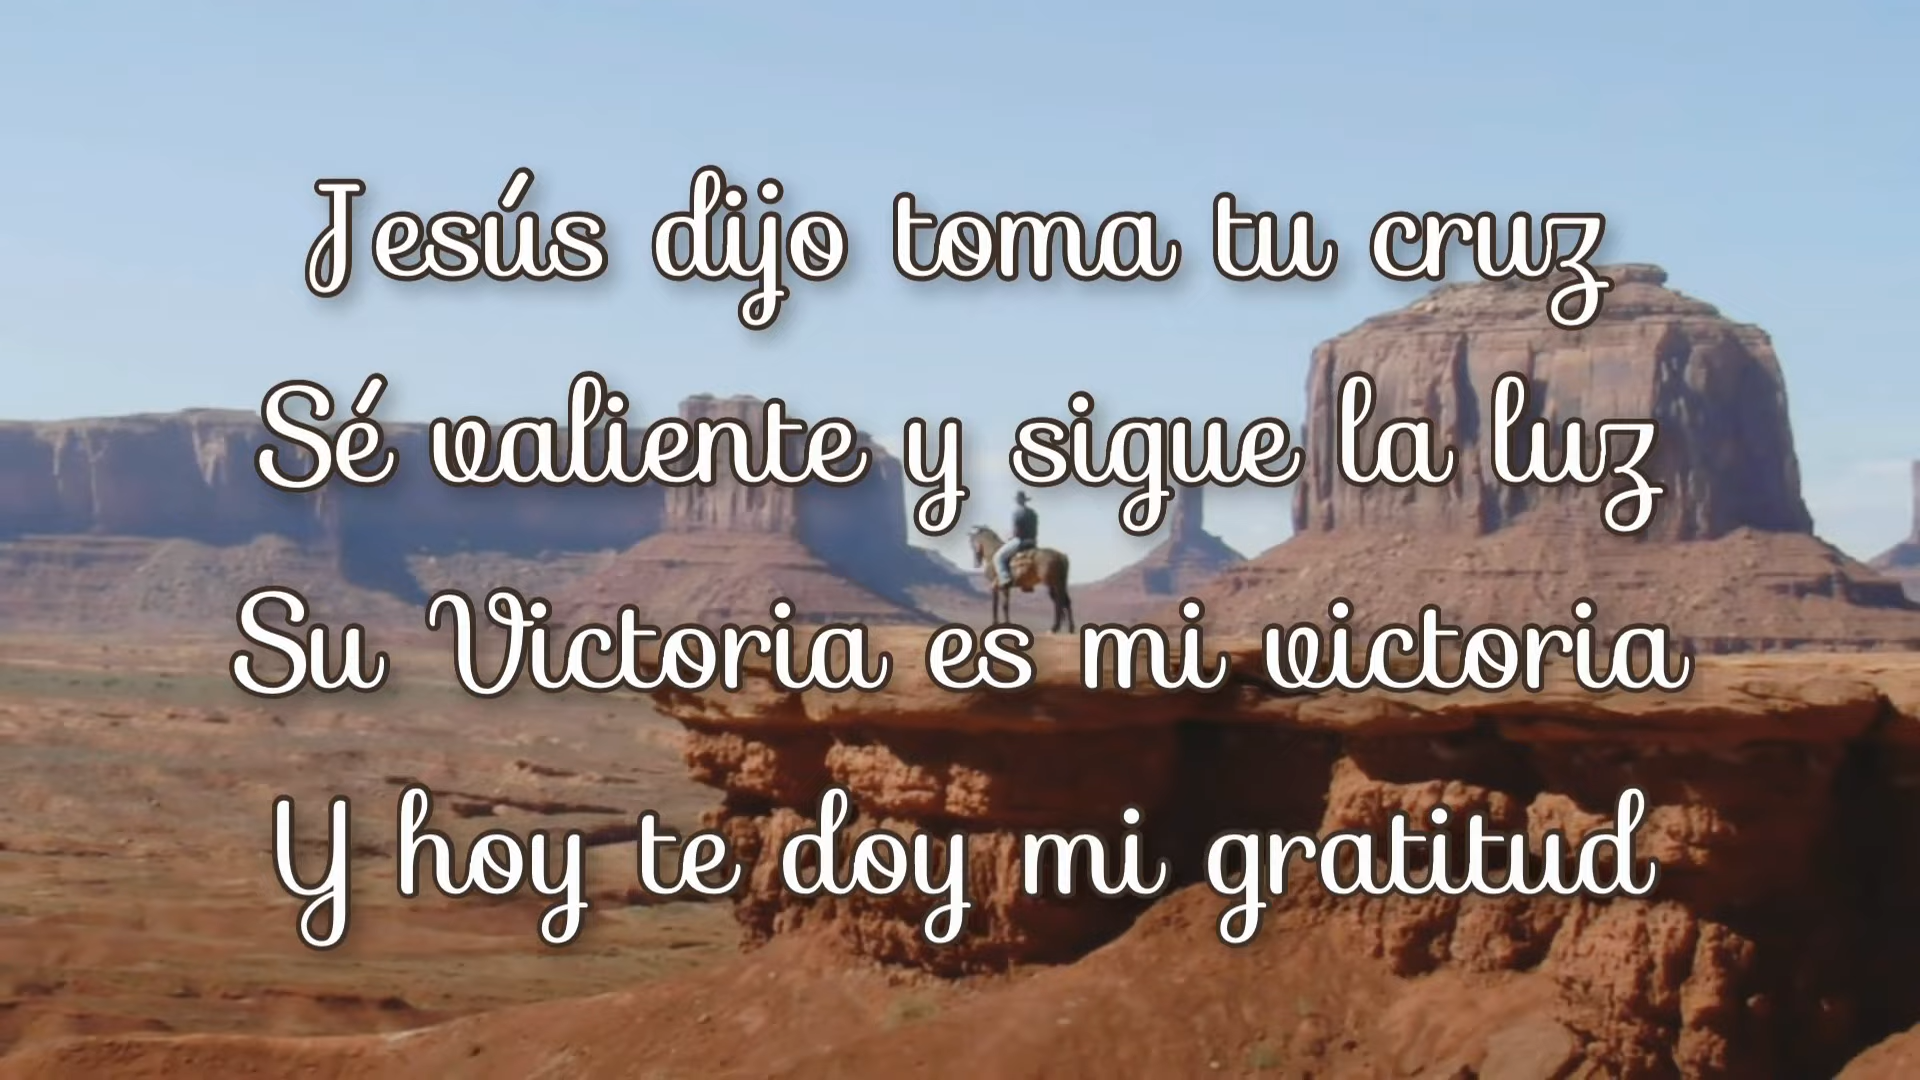 Jesús dijo toma tu cruz
Sé valiente y sigue la luz
Su Victoria es mi victoria
Y hoy te doy mi gratitud